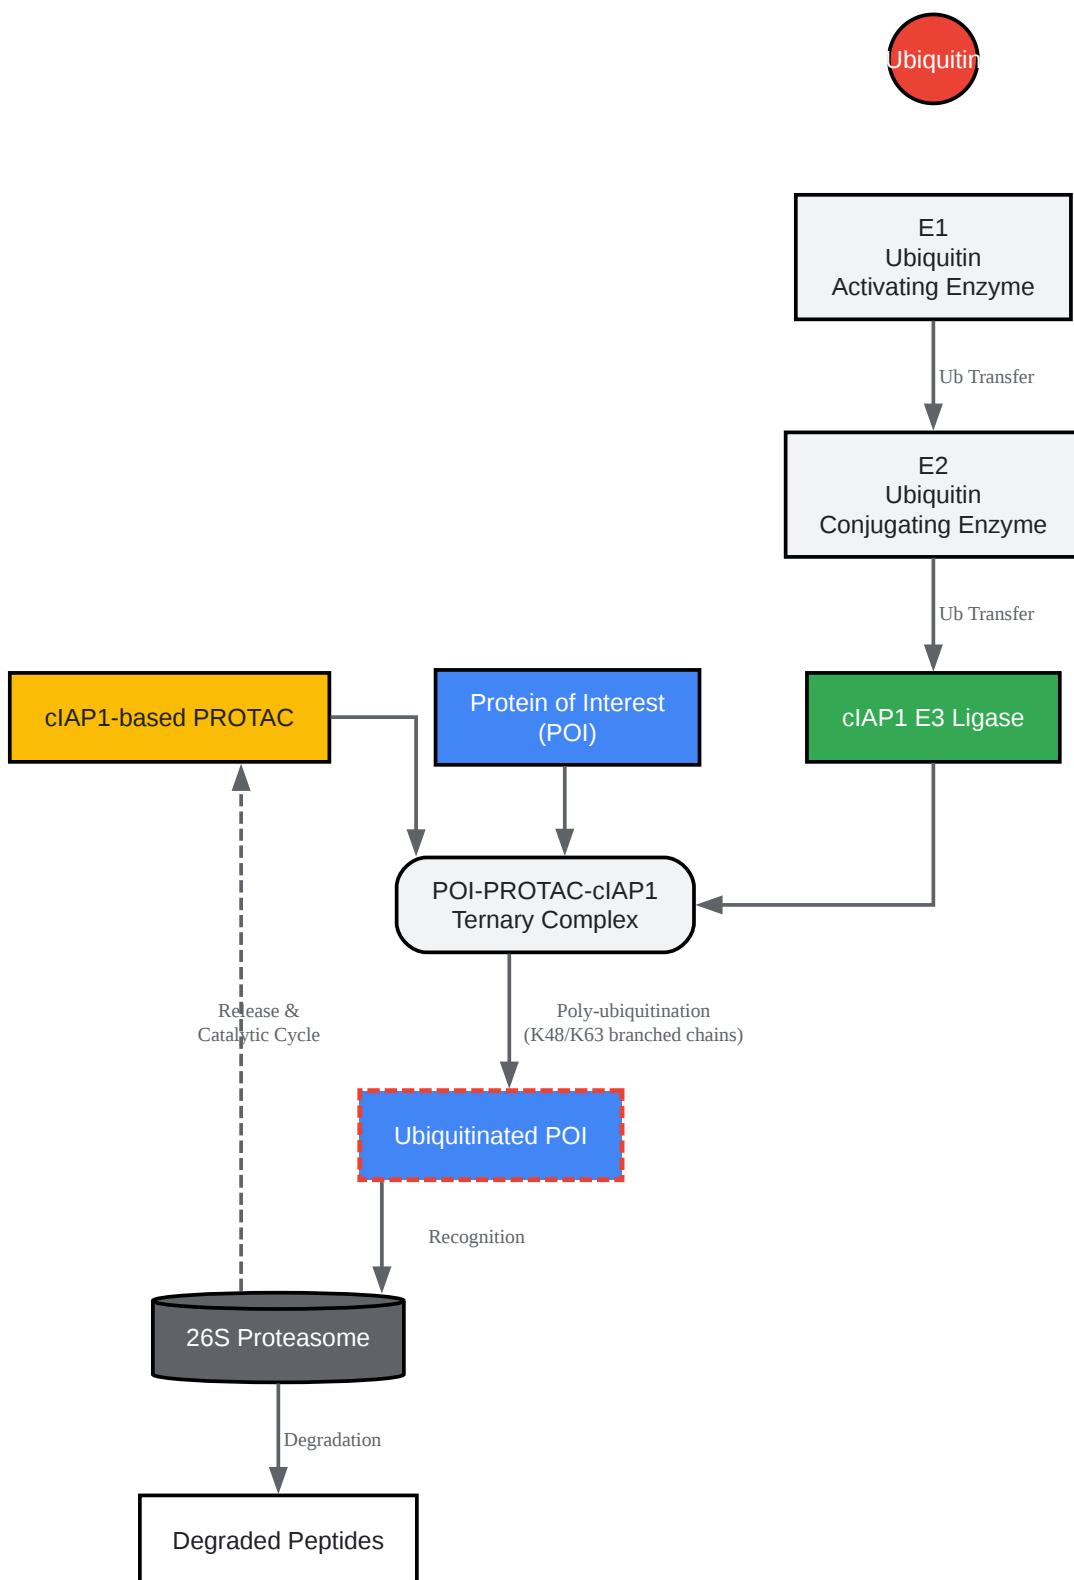 Ubiquitin
E1
Ubiquitin
Activating Enzyme
Ub Transfer
E2
Ubiquitin
Conjugating Enzyme
Ub Transfer
cIAP1-based PROTAC
Protein of Interest
(POI)
cIAP1 E3 Ligase
POI-PROTAC-cIAP1
Ternary Complex
Release &
Catalytic Cycle
Poly-ubiquitination
(K48/K63 branched chains)
Ubiquitinated POI
Recognition
26S Proteasome
Degradation
Degraded Peptides